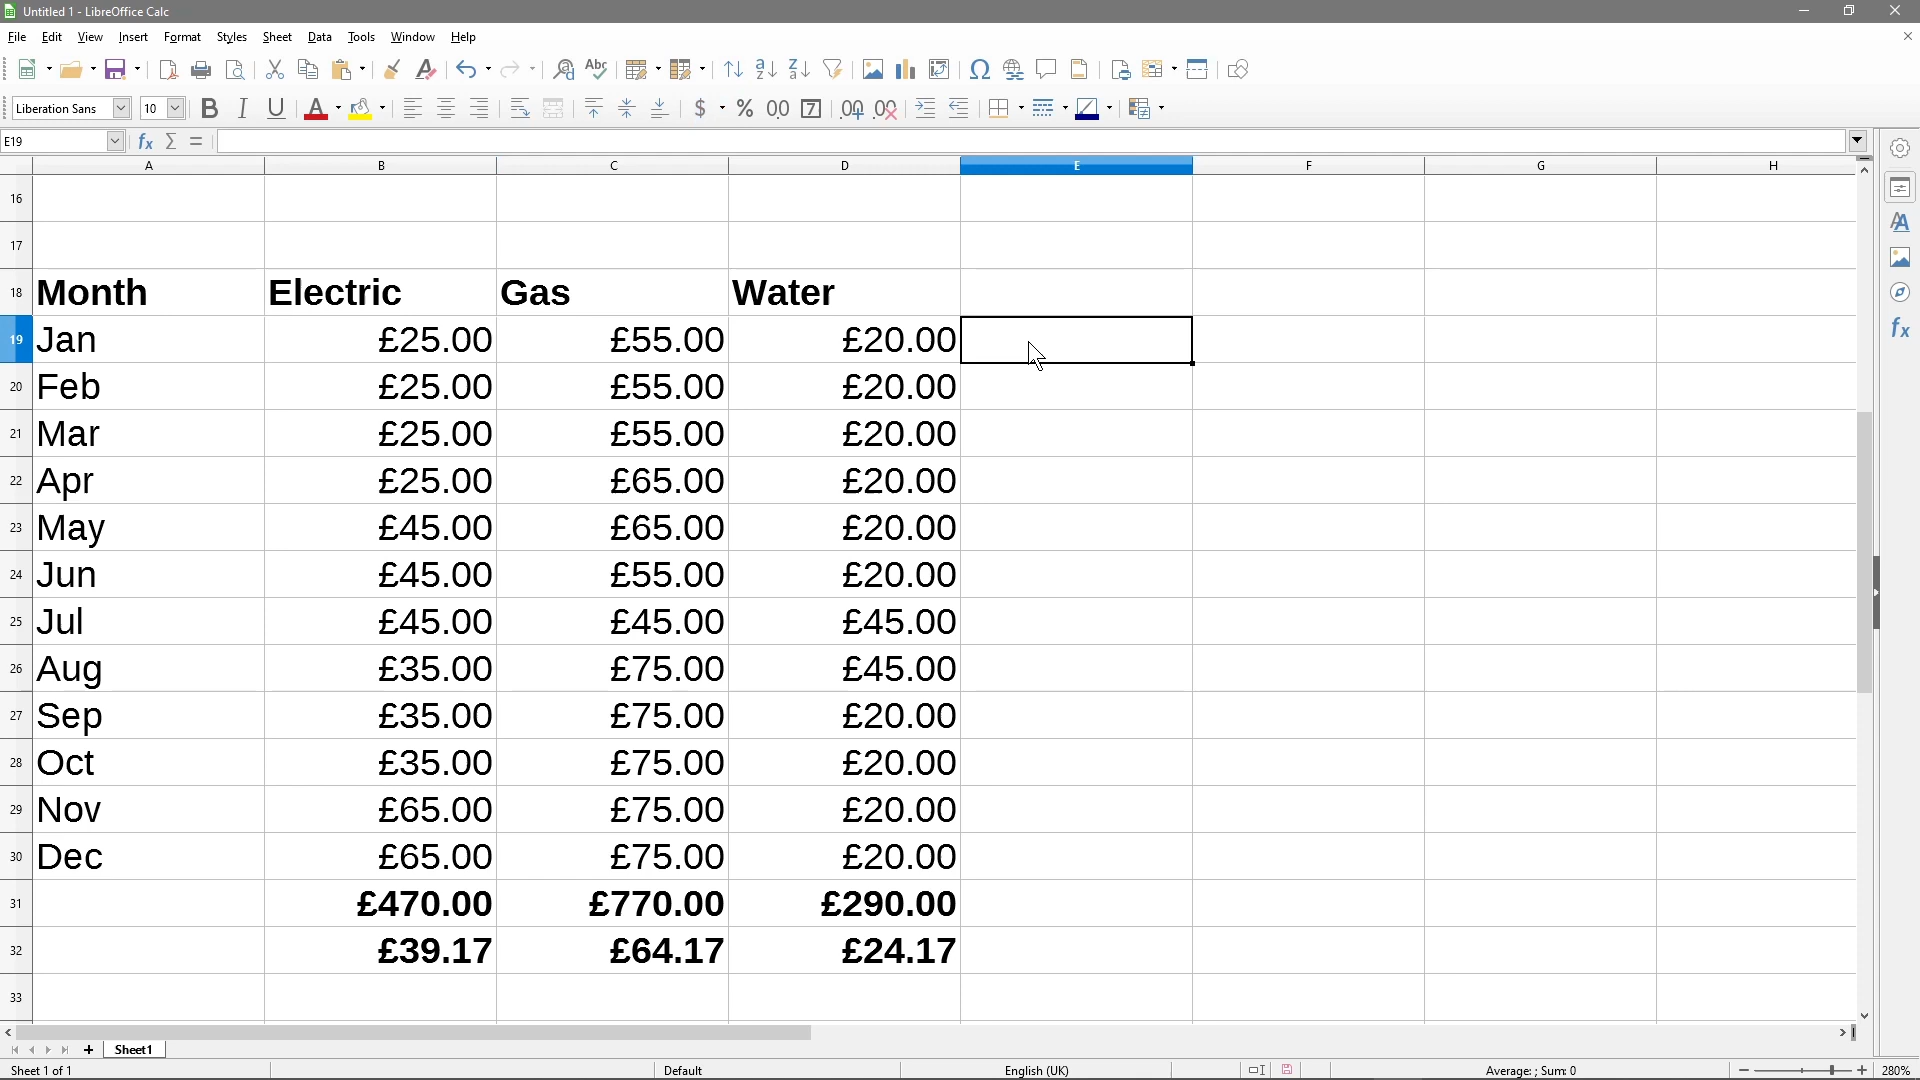 Untitled 1 - LibreOffice Calc
File Edit View Insert Format Styles Sheet Data Tools Window Help
Liberation Sans 10
E19
A B C D E F G H
16
17
18 Month Electric Gas Water
19 Jan £25.00 £55.00 £20.00
20 Feb £25.00 £55.00 £20.00
21 Mar £25.00 £55.00 £20.00
22 Apr £25.00 £65.00 £20.00
23 May £45.00 £65.00 £20.00
24 Jun £45.00 £55.00 £20.00
25 Jul £45.00 £45.00 £45.00
26 Aug £35.00 £75.00 £45.00
27 Sep £35.00 £75.00 £20.00
28 Oct £35.00 £75.00 £20.00
29 Nov £65.00 £75.00 £20.00
30 Dec £65.00 £75.00 £20.00
31 £470.00 £770.00 £290.00
32 £39.17 £64.17 £24.17
33
Sheet1
Sheet 1 of 1 Default English (UK) Average: ; Sum: 0 280%